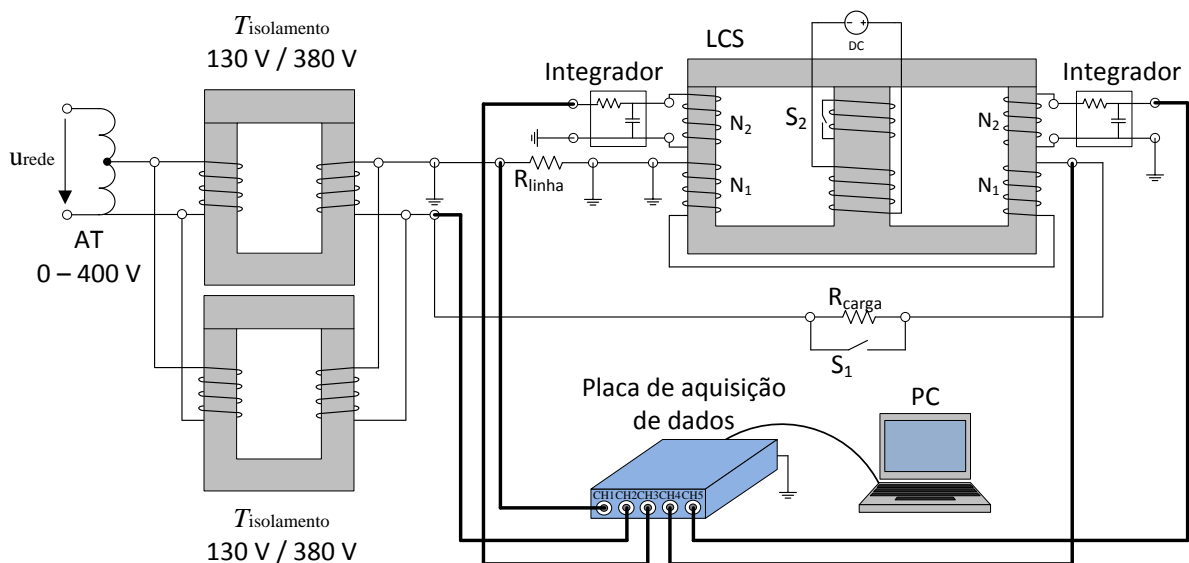 Tisolamento
130 V / 380 V
urede
AT
0 – 400 V
Tisolamento
130 V / 380 V
Integrador
LCS
DC
Integrador
N2
S2
N2
Rlinha
N1
N1
Rcarga
S1
Placa de aquisição
de dados
PC
CH1 CH2 CH3 CH4 CH5